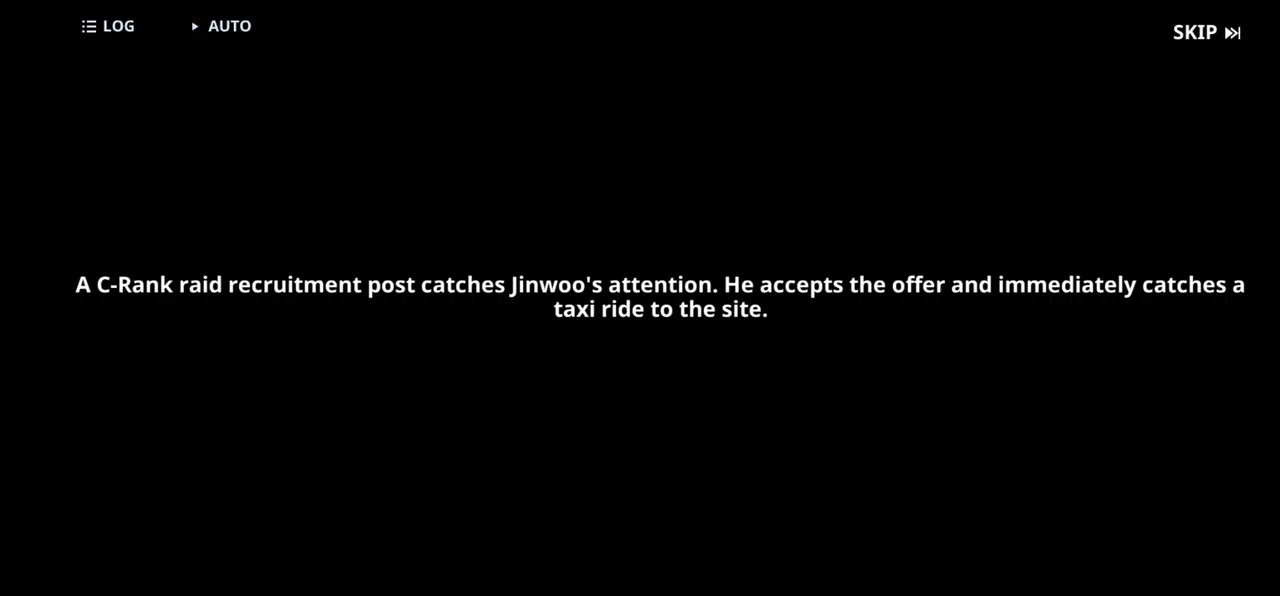 LOG
AUTO
SKIP
A C-Rank raid recruitment post catches Jinwoo's attention. He accepts the offer and immediately catches a
taxi ride to the site.